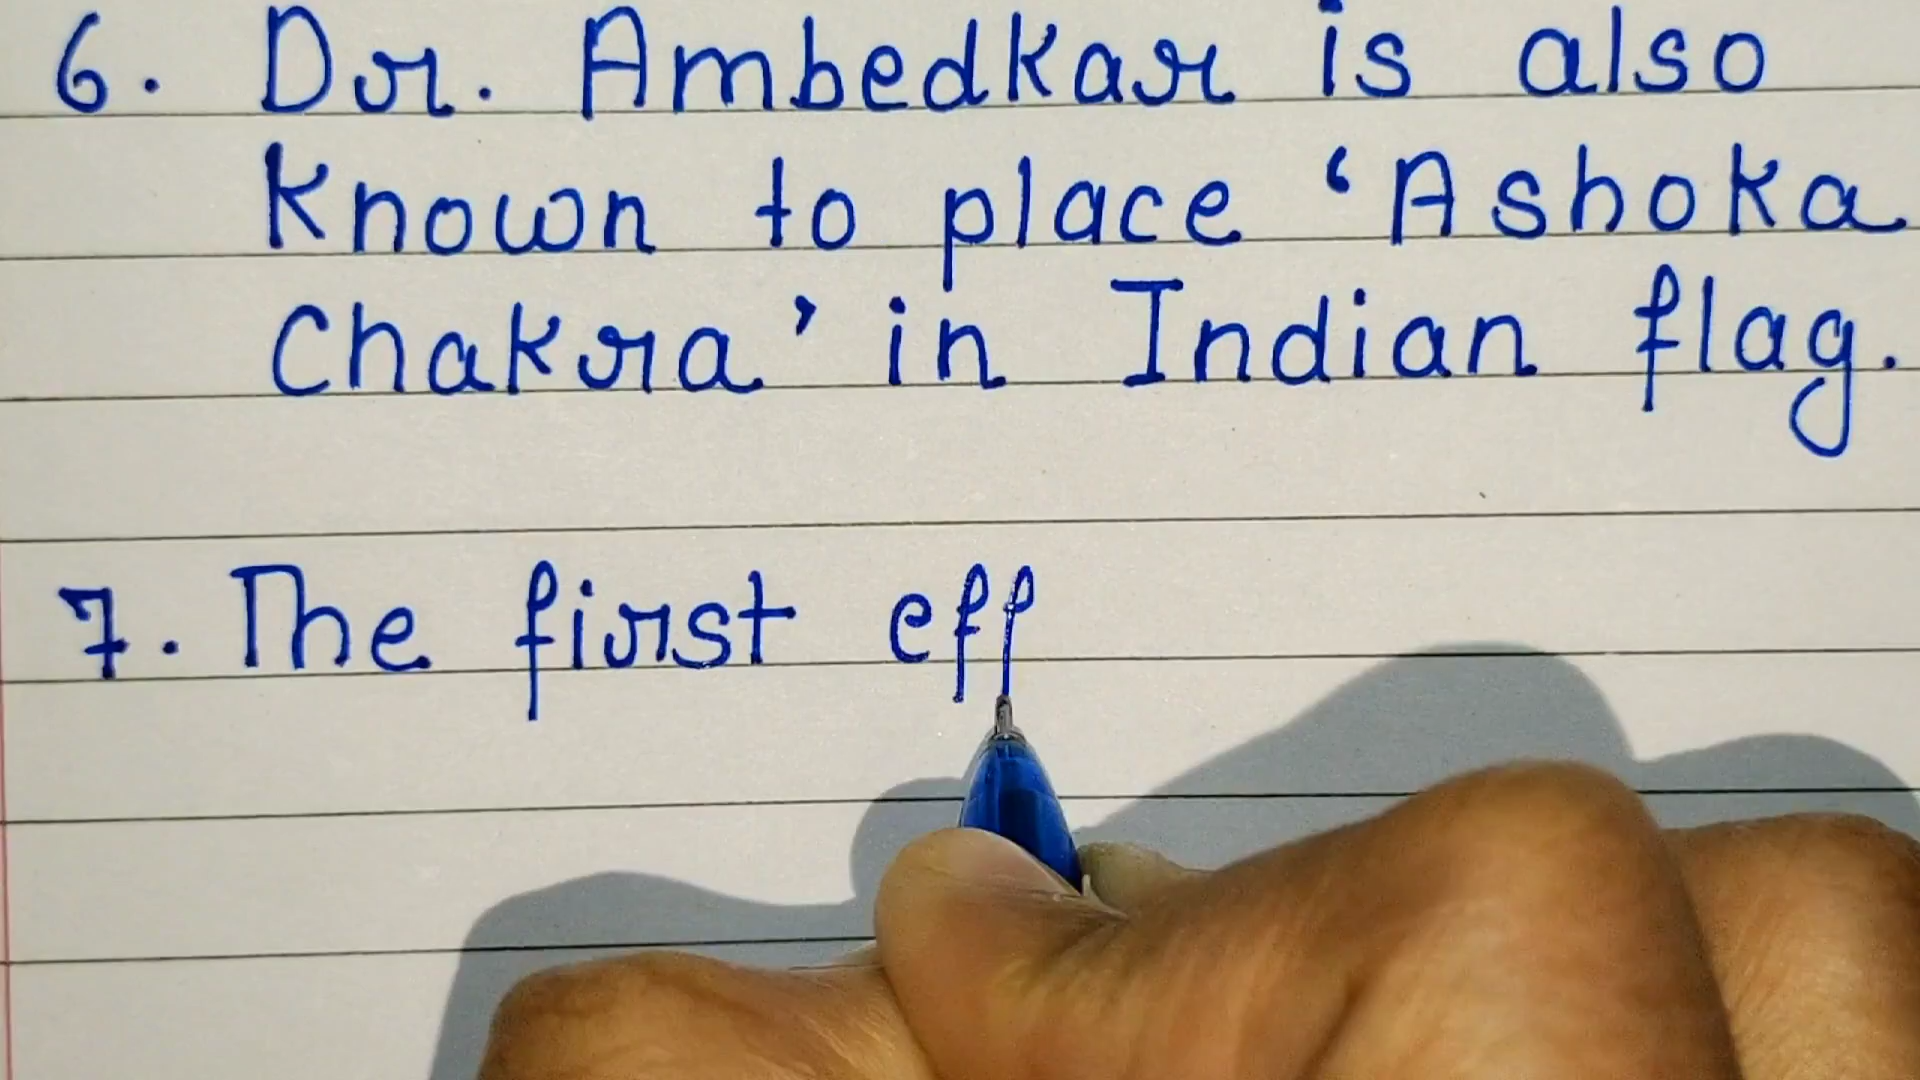 6. Dr. Ambedkar is also
known to place ‘Ashoka
Chakra’ in Indian flag.
7. The first eff